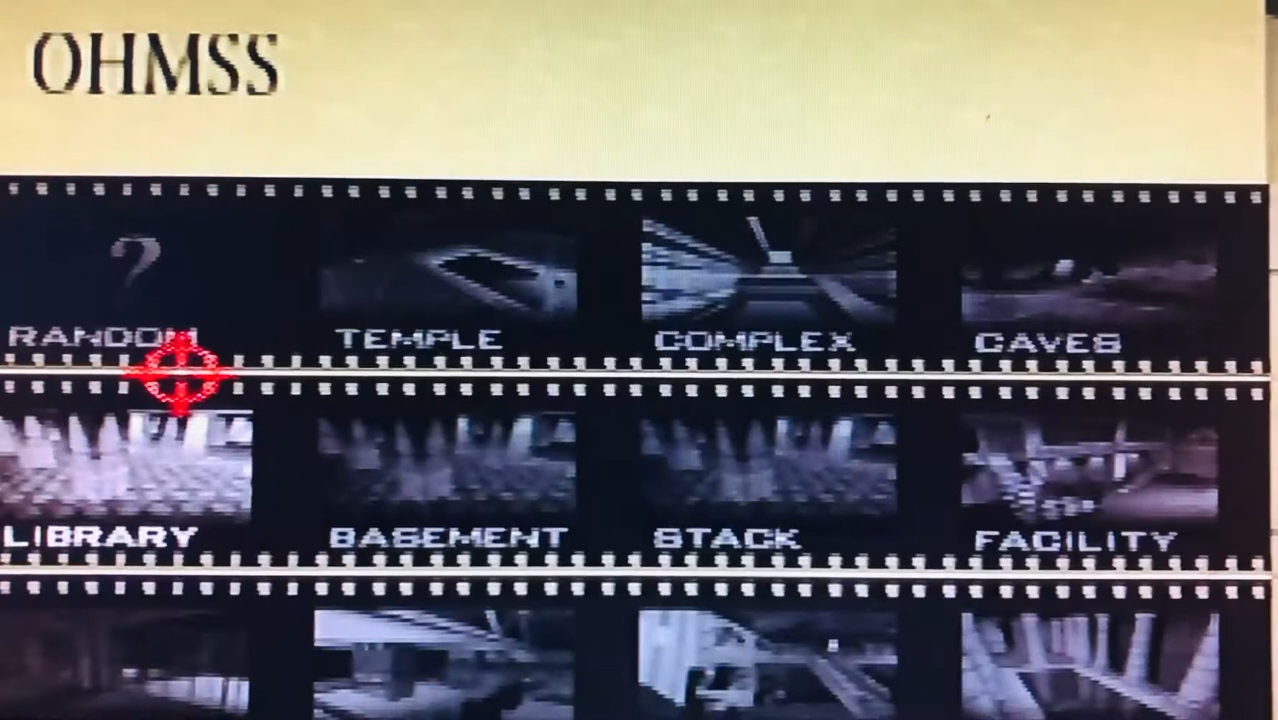 OHMSS
?
RANDOM TEMPLE COMPLEX CAVES
LIBRARY BASEMENT STACK FACILITY